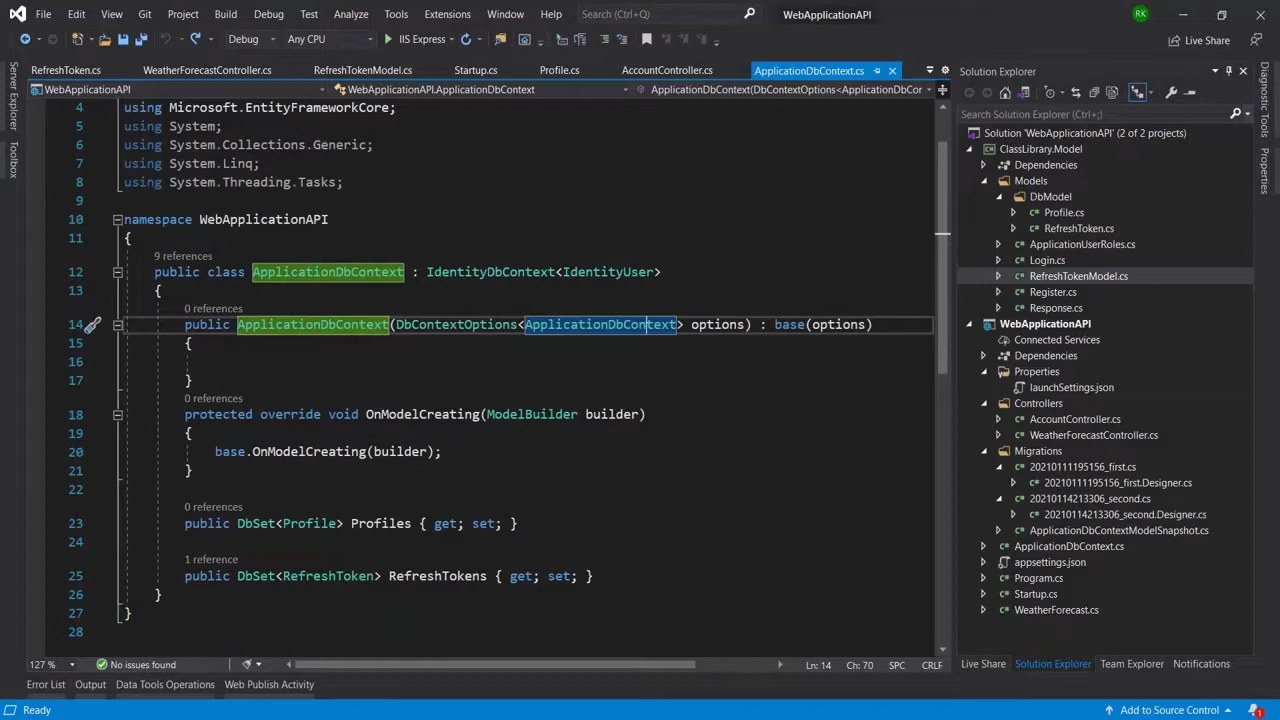 File Edit View Git Project Build Debug Test Analyze Tools Extensions Window Help Search (Ctrl+Q) WebApplicationAPI RK
Debug Any CPU IIS Express Live Share
RefreshToken.cs WeatherForecastController.cs RefreshTokenModel.cs Startup.cs Profile.cs AccountController.cs ApplicationDbContext.cs
WebApplicationAPI WebApplicationAPI.ApplicationDbContext ApplicationDbContext(DbContextOptions<ApplicationDbCor
Server Explorer
Toolbox
4 using Microsoft.EntityFrameworkCore;
5 using System;
6 using System.Collections.Generic;
7 using System.Linq;
8 using System.Threading.Tasks;
9
10 namespace WebApplicationAPI
11 {
9 references
12 public class ApplicationDbContext : IdentityDbContext<IdentityUser>
13 {
0 references
14 public ApplicationDbContext(DbContextOptions<ApplicationDbContext> options) : base(options)
15 {
16
17 }
0 references
18 protected override void OnModelCreating(ModelBuilder builder)
19 {
20 base.OnModelCreating(builder);
21 }
22
0 references
23 public DbSet<Profile> Profiles { get; set; }
24
1 reference
25 public DbSet<RefreshToken> RefreshTokens { get; set; }
26 }
27 }
28
127 % No issues found Ln: 14 Ch: 70 SPC CRLF
Solution Explorer
Search Solution Explorer (Ctrl+;)
Solution 'WebApplicationAPI' (2 of 2 projects)
ClassLibrary.Model
Dependencies
Models
DbModel
Profile.cs
RefreshToken.cs
ApplicationUserRoles.cs
Login.cs
RefreshTokenModel.cs
Register.cs
Response.cs
WebApplicationAPI
Connected Services
Dependencies
Properties
launchSettings.json
Controllers
AccountController.cs
WeatherForecastController.cs
Migrations
20210111195156_first.cs
20210111195156_first.Designer.cs
20210114213306_second.cs
20210114213306_second.Designer.cs
ApplicationDbContextModelSnapshot.cs
ApplicationDbContext.cs
appsettings.json
Program.cs
Startup.cs
WeatherForecast.cs
Live Share Solution Explorer Team Explorer Notifications
Diagnostic Tools
Properties
Error List Output Data Tools Operations Web Publish Activity
Ready Add to Source Control 1